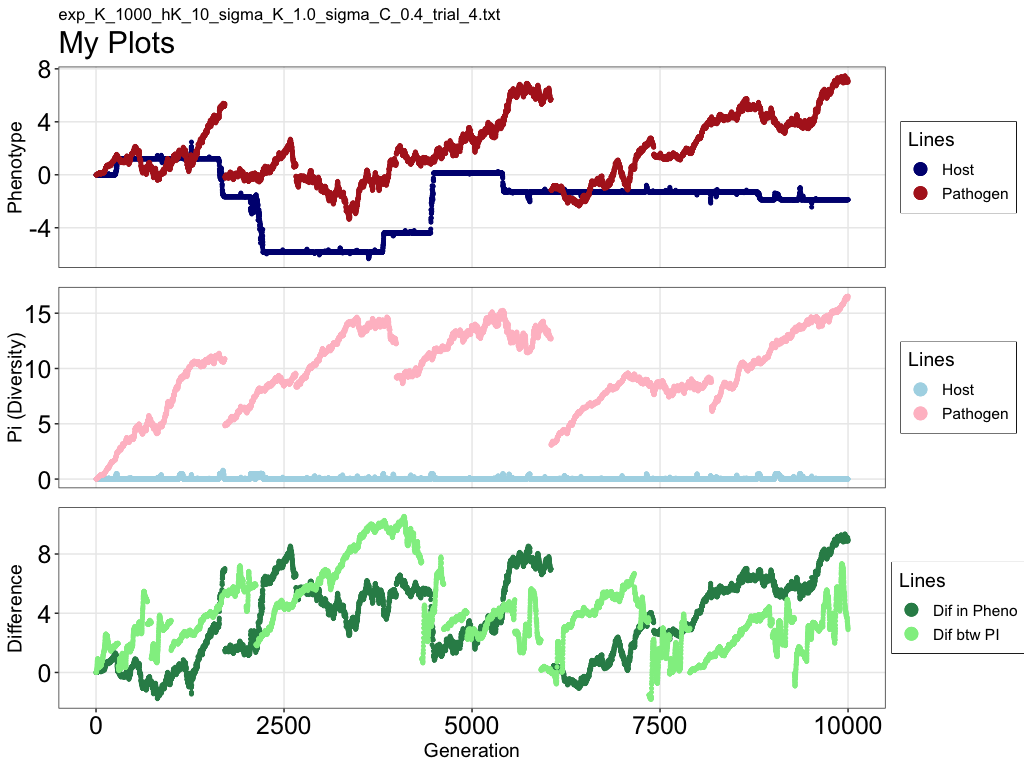 exp_K_1000_hK_10_sigma_K_1.0_sigma_C_0.4_trial_4.txt
My Plots
Phenotype
8
4
0
-4
Lines
Host
Pathogen
Pi (Diversity)
15
10
5
0
Lines
Host
Pathogen
Difference
8
4
0
Lines
Dif in Pheno
Dif btw PI
0 2500 5000 7500 10000
Generation